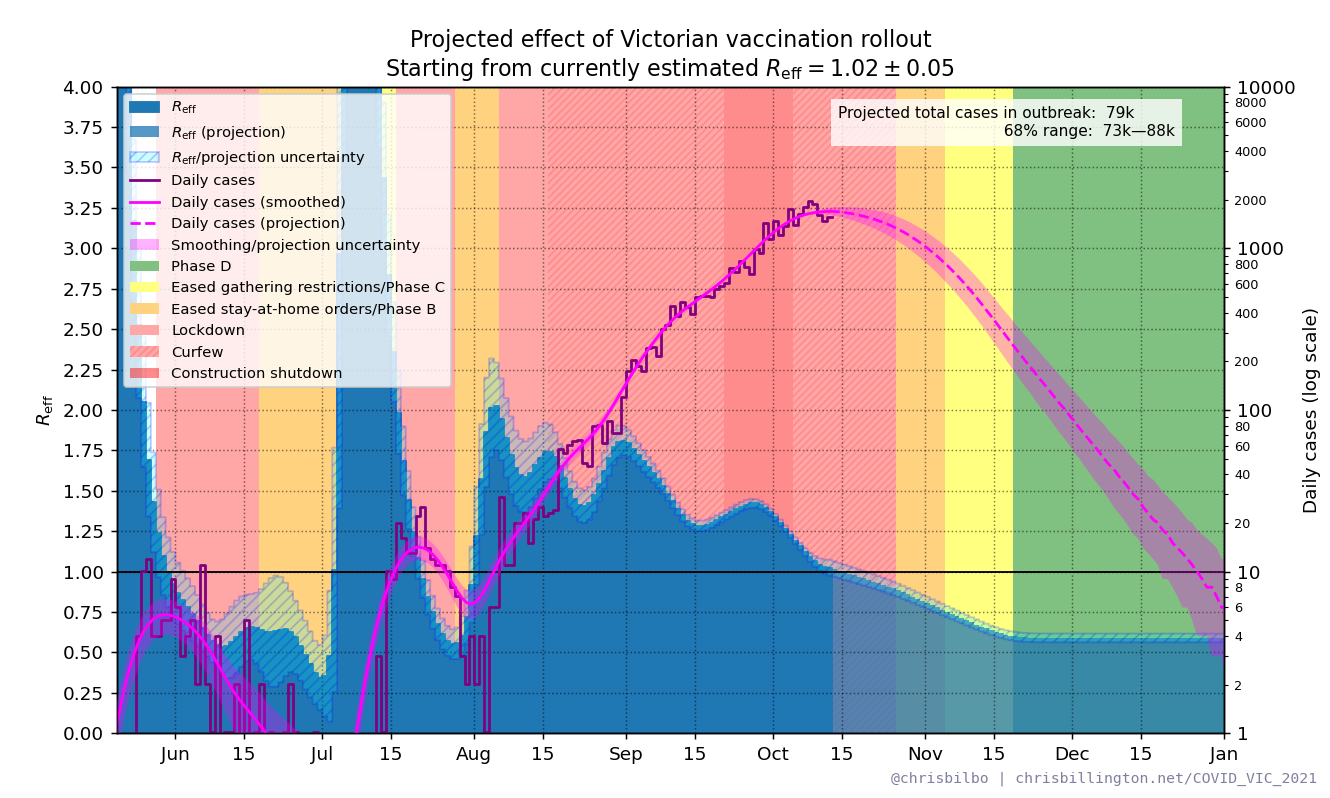 Projected effect of Victorian vaccination rollout
Starting from currently estimated Reff = 1.02 ± 0.05
Projected total cases in outbreak: 79k
68% range: 73k—88k
Reff
Reff (projection)
Reff/projection uncertainty
Daily cases
Daily cases (smoothed)
Daily cases (projection)
Smoothing/projection uncertainty
Phase D
Eased gathering restrictions/Phase C
Eased stay-at-home orders/Phase B
Lockdown
Curfew
Construction shutdown
Reff
4.00
3.75
3.50
3.25
3.00
2.75
2.50
2.25
2.00
1.75
1.50
1.25
1.00
0.75
0.50
0.25
0.00
10000
8000
6000
4000
2000
1000
800
600
400
200
100
80
60
40
20
10
8
6
4
2
1
Daily cases (log scale)
Jun 15 Jul 15 Aug 15 Sep 15 Oct 15 Nov 15 Dec 15 Jan
@chrisbilbo | chrisbillington.net/COVID_VIC_2021